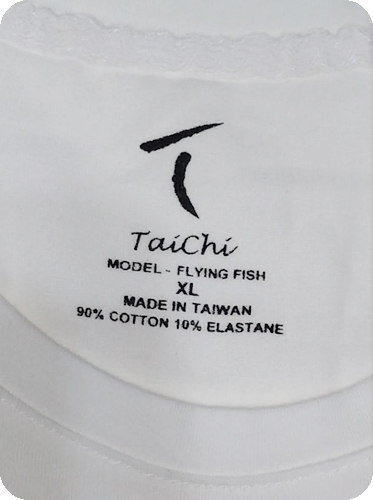 TaiChi
MODEL - FLYING FISH
XL
MADE IN TAIWAN
90% COTTON 10% ELASTANE